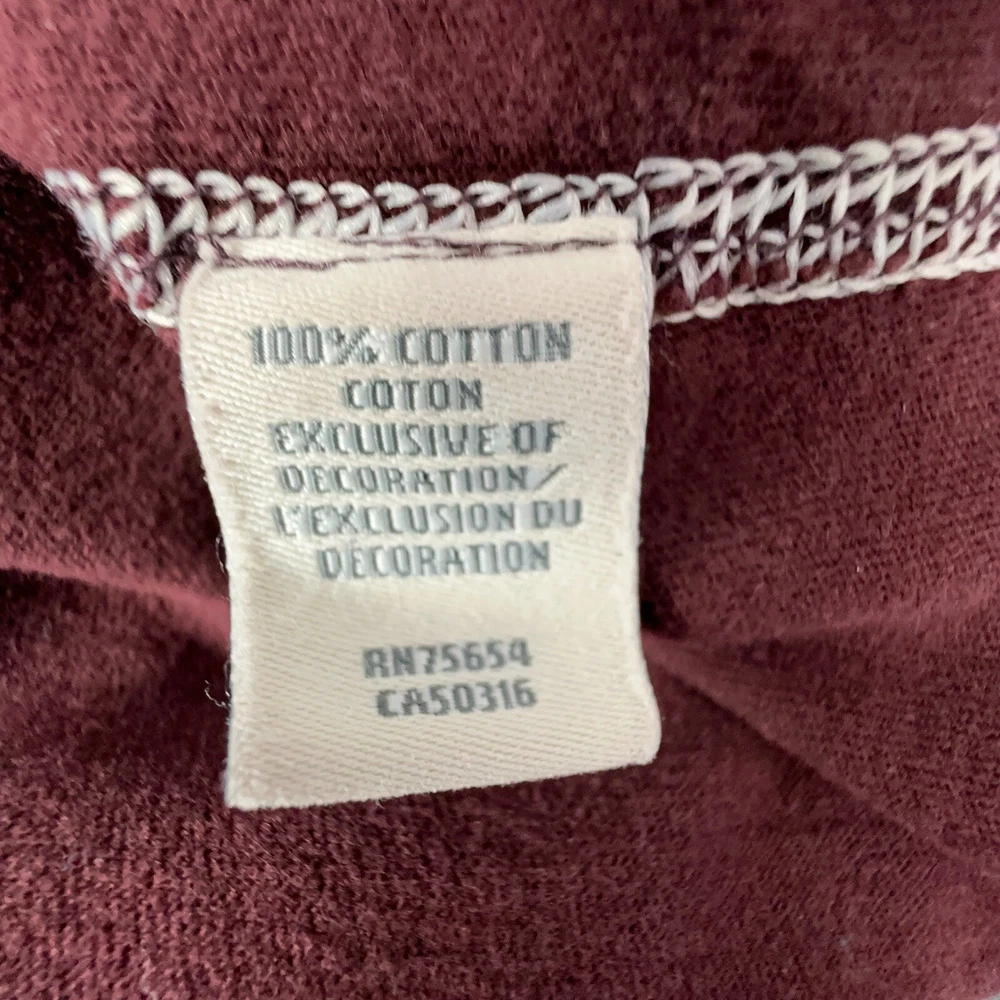 100% COTTON
COTON
EXCLUSIVE OF
DECORATION/
L'EXCLUSION DU
DÉCORATION
RN75654
CA50316